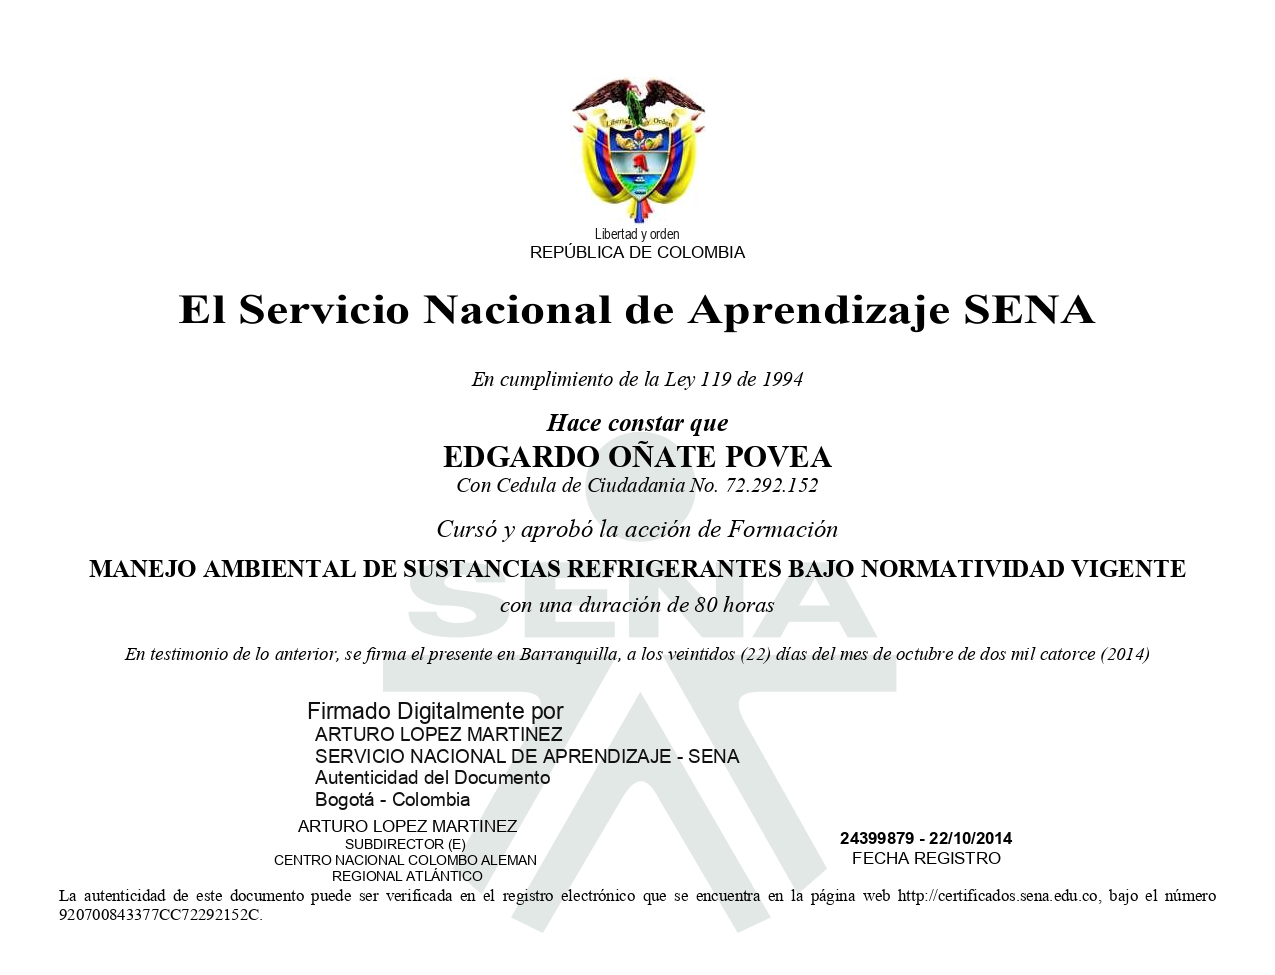 Libertad y Orden
Libertad y orden
REPÚBLICA DE COLOMBIA
El Servicio Nacional de Aprendizaje SENA
En cumplimiento de la Ley 119 de 1994
Hace constar que
EDGARDO OÑATE POVEA
Con Cedula de Ciudadania No. 72.292.152
Cursó y aprobó la acción de Formación
MANEJO AMBIENTAL DE SUSTANCIAS REFRIGERANTES BAJO NORMATIVIDAD VIGENTE
SENA
con una duración de 80 horas
En testimonio de lo anterior, se firma el presente en Barranquilla, a los veintidos (22) días del mes de octubre de dos mil catorce (2014)
Firmado Digitalmente por
ARTURO LOPEZ MARTINEZ
SERVICIO NACIONAL DE APRENDIZAJE - SENA
Autenticidad del Documento
Bogotá - Colombia
ARTURO LOPEZ MARTINEZ
SUBDIRECTOR (E)
CENTRO NACIONAL COLOMBO ALEMAN
REGIONAL ATLÁNTICO
24399879 - 22/10/2014
FECHA REGISTRO
La autenticidad de este documento puede ser verificada en el registro electrónico que se encuentra en la página web http://certificados.sena.edu.co, bajo el número
920700843377CC72292152C.